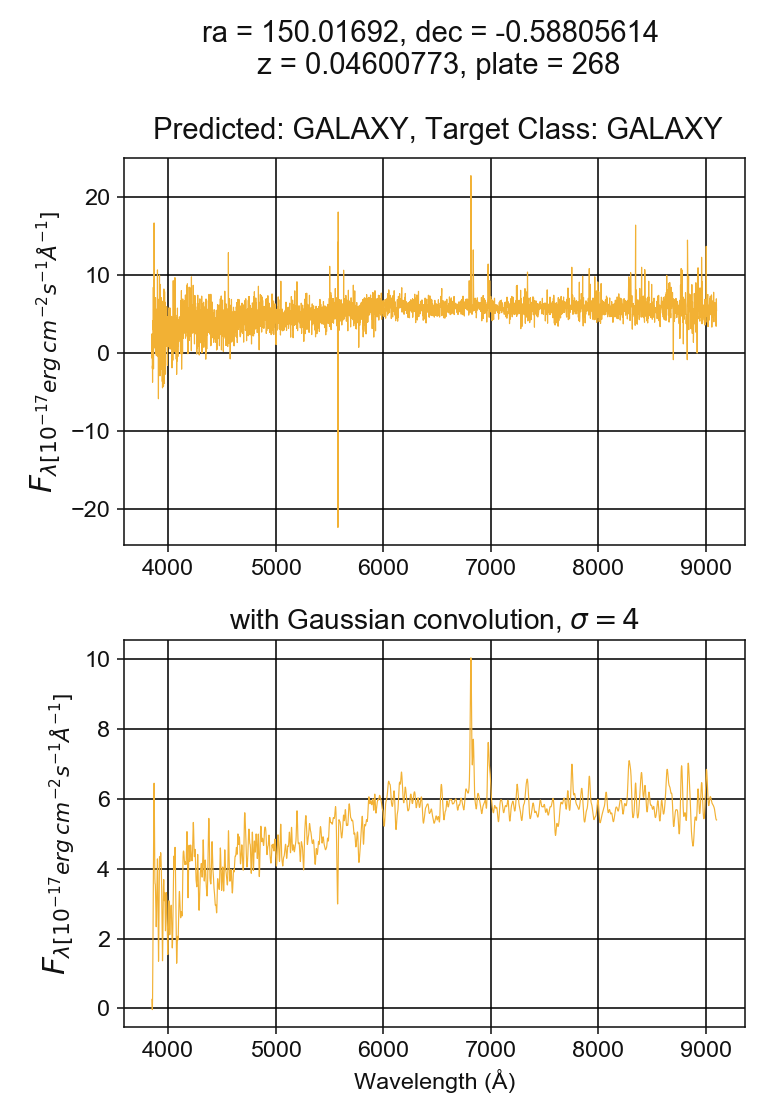 ra = 150.01692, dec = -0.58805614
z = 0.04600773, plate = 268
Predicted: GALAXY, Target Class: GALAXY
20
10
0
−10
−20
F_λ[10⁻¹⁷erg cm⁻²s⁻¹Å⁻¹]
4000 5000 6000 7000 8000 9000
with Gaussian convolution, σ = 4
10
8
6
4
2
0
F_λ[10⁻¹⁷erg cm⁻²s⁻¹Å⁻¹]
4000 5000 6000 7000 8000 9000
Wavelength (Å)